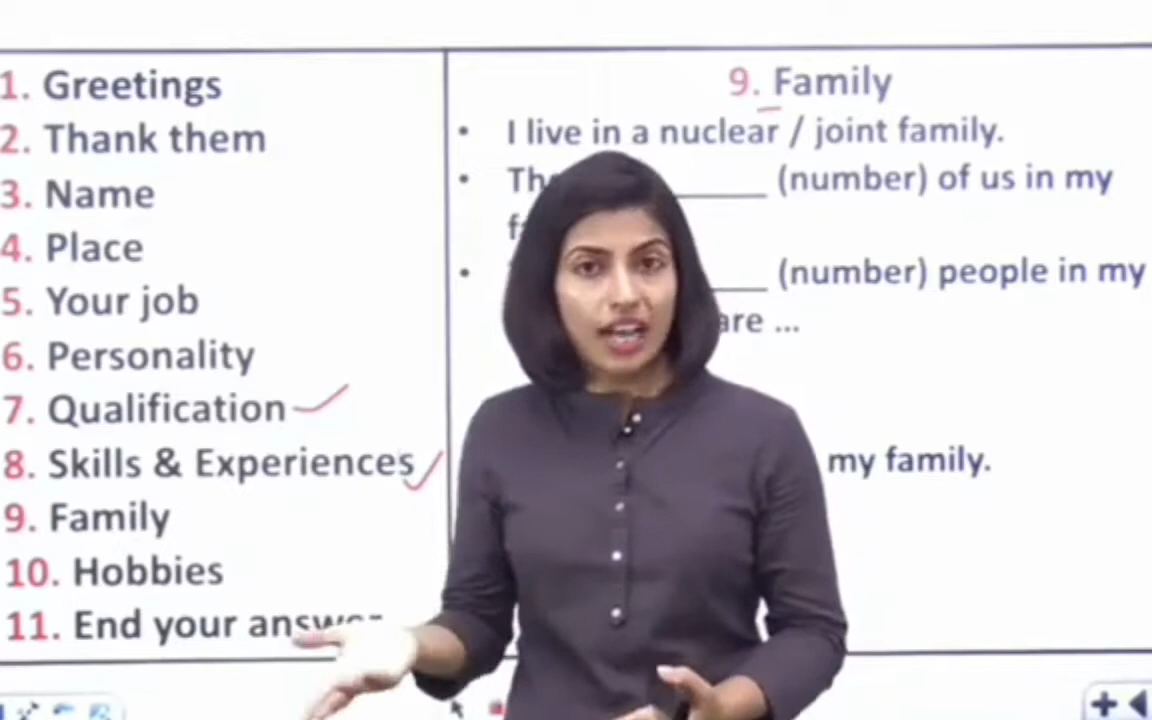 1. Greetings
2. Thank them
3. Name
4. Place
5. Your job
6. Personality
7. Qualification
8. Skills & Experiences
9. Family
10. Hobbies
11. End your answer
9. Family
• I live in a nuclear / joint family.
• (number) of us in my
• (number) people in my
are ...
my family.